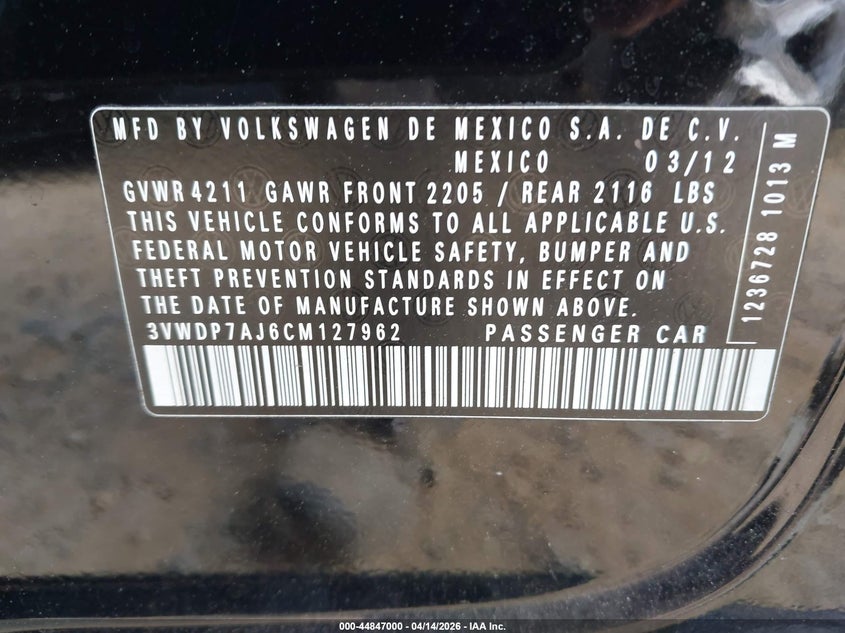 MFD BY VOLKSWAGEN DE MEXICO S.A. DE C.V.
MEXICO 03/12
GVWR 4211 GAWR FRONT 2205 / REAR 2116 LBS
THIS VEHICLE CONFORMS TO ALL APPLICABLE U.S.
FEDERAL MOTOR VEHICLE SAFETY, BUMPER AND
THEFT PREVENTION STANDARDS IN EFFECT ON
THE DATE OF MANUFACTURE SHOWN ABOVE.
3VWDP7AJ6CM127962 PASSENGER CAR
1236728 1013 M
000-44847000 - 04/14/2026 - IAA Inc.